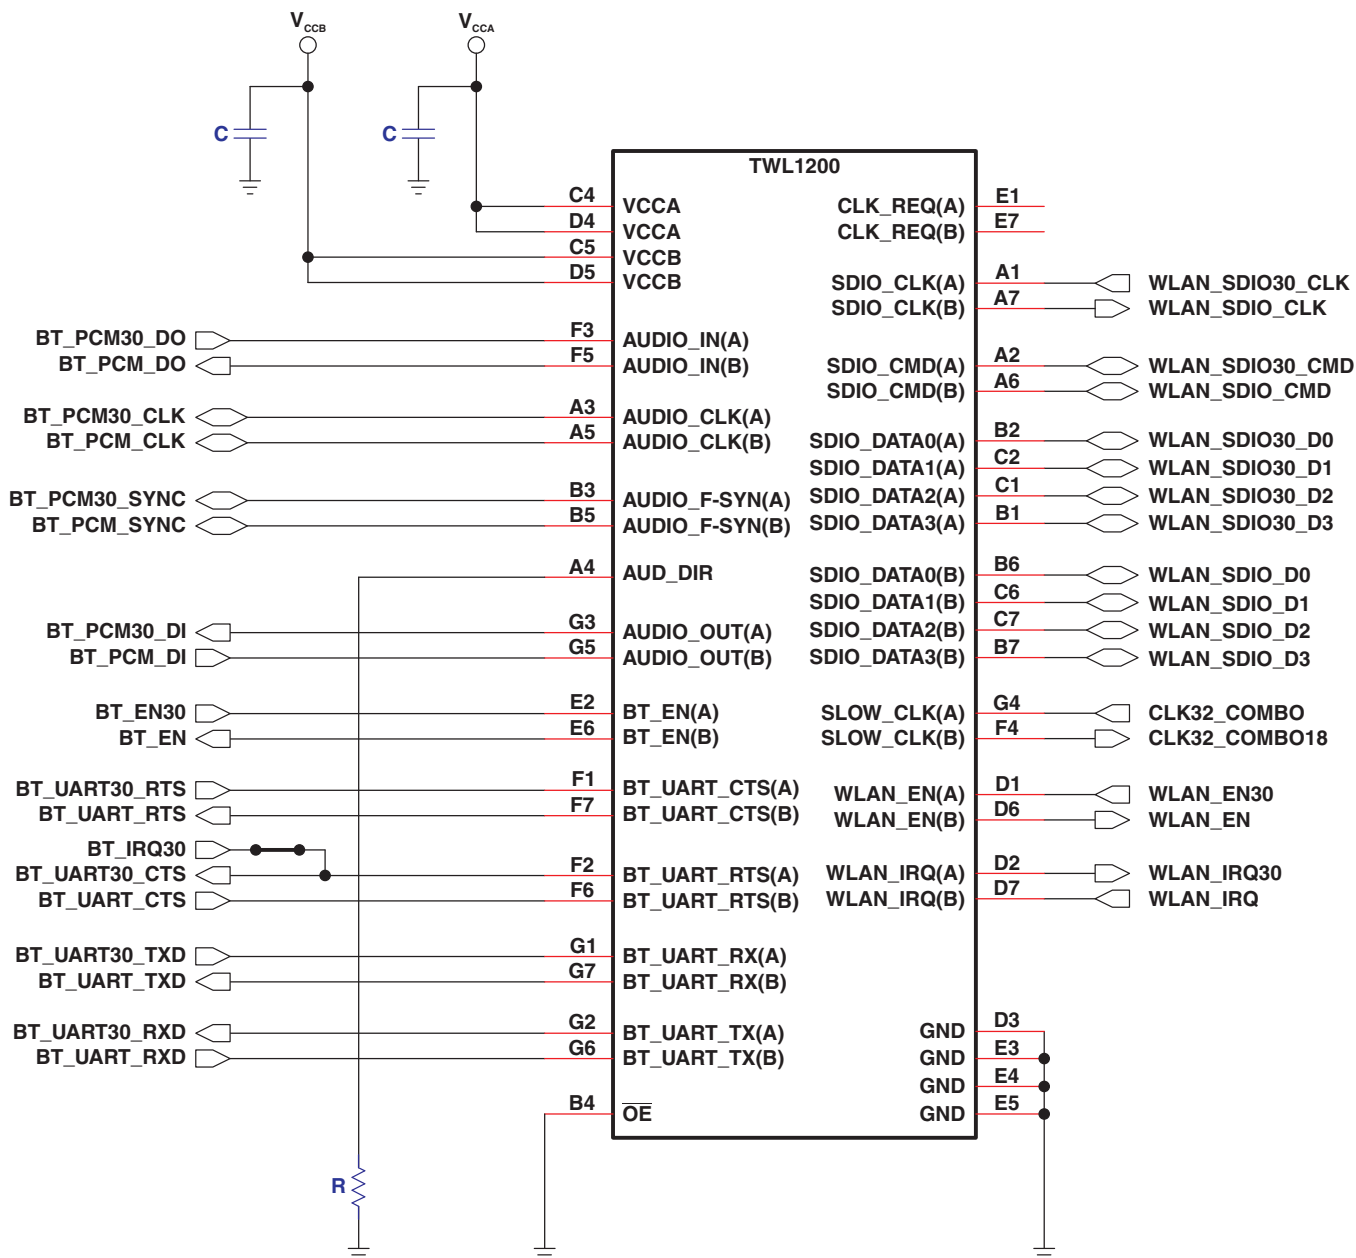 VCCB
VCCA
C
C
TWL1200
C4
VCCA
D4
VCCA
C5
VCCB
D5
VCCB
BT_PCM30_DO
F3
AUDIO_IN(A)
BT_PCM_DO
F5
AUDIO_IN(B)
BT_PCM30_CLK
A3
AUDIO_CLK(A)
BT_PCM_CLK
A5
AUDIO_CLK(B)
BT_PCM30_SYNC
B3
AUDIO_F-SYN(A)
BT_PCM_SYNC
B5
AUDIO_F-SYN(B)
A4
AUD_DIR
BT_PCM30_DI
G3
AUDIO_OUT(A)
BT_PCM_DI
G5
AUDIO_OUT(B)
BT_EN30
E2
BT_EN(A)
BT_EN
E6
BT_EN(B)
BT_UART30_RTS
F1
BT_UART_CTS(A)
BT_UART_RTS
F7
BT_UART_CTS(B)
BT_IRQ30
BT_UART30_CTS
F2
BT_UART_RTS(A)
BT_UART_CTS
F6
BT_UART_RTS(B)
BT_UART30_TXD
G1
BT_UART_RX(A)
BT_UART_TXD
G7
BT_UART_RX(B)
BT_UART30_RXD
G2
BT_UART_TX(A)
BT_UART_RXD
G6
BT_UART_TX(B)
B4
OE
R
CLK_REQ(A)
E1
CLK_REQ(B)
E7
SDIO_CLK(A)
A1
WLAN_SDIO30_CLK
SDIO_CLK(B)
A7
WLAN_SDIO_CLK
SDIO_CMD(A)
A2
WLAN_SDIO30_CMD
SDIO_CMD(B)
A6
WLAN_SDIO_CMD
SDIO_DATA0(A)
B2
WLAN_SDIO30_D0
SDIO_DATA1(A)
C2
WLAN_SDIO30_D1
SDIO_DATA2(A)
C1
WLAN_SDIO30_D2
SDIO_DATA3(A)
B1
WLAN_SDIO30_D3
SDIO_DATA0(B)
B6
WLAN_SDIO_D0
SDIO_DATA1(B)
C6
WLAN_SDIO_D1
SDIO_DATA2(B)
C7
WLAN_SDIO_D2
SDIO_DATA3(B)
B7
WLAN_SDIO_D3
SLOW_CLK(A)
G4
CLK32_COMBO
SLOW_CLK(B)
F4
CLK32_COMBO18
WLAN_EN(A)
D1
WLAN_EN30
WLAN_EN(B)
D6
WLAN_EN
WLAN_IRQ(A)
D2
WLAN_IRQ30
WLAN_IRQ(B)
D7
WLAN_IRQ
GND
D3
GND
E3
GND
E4
GND
E5